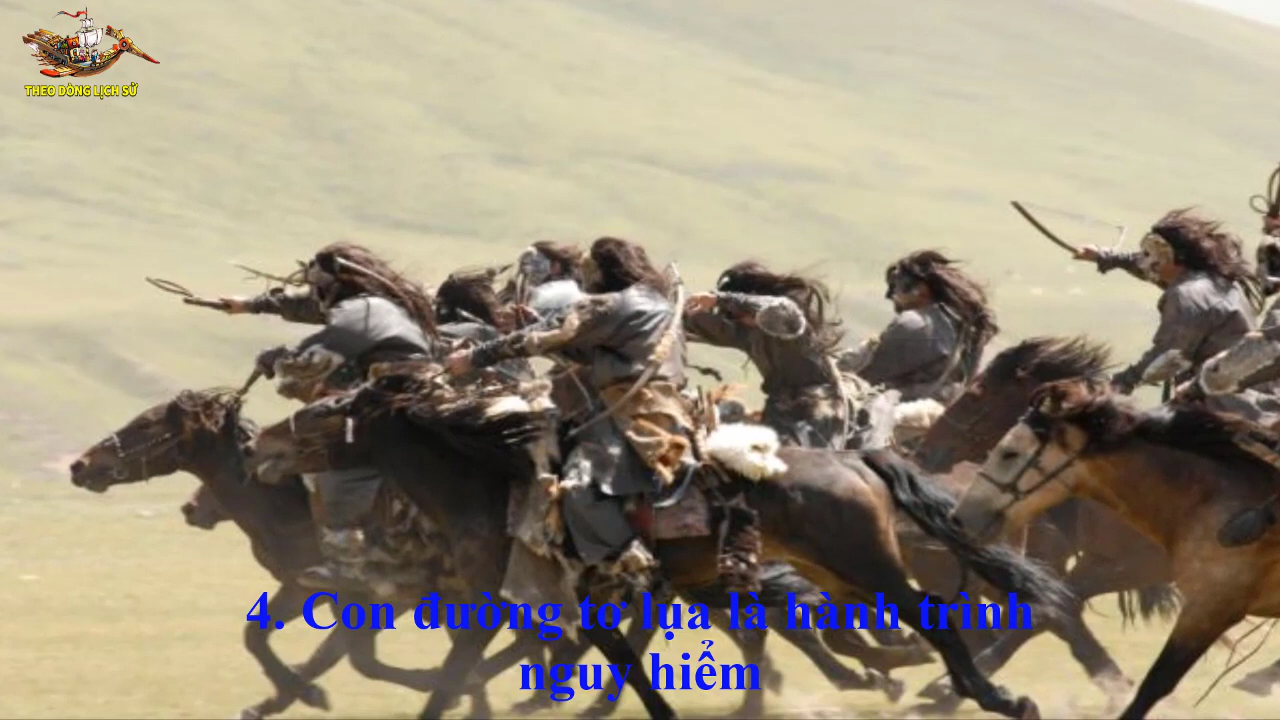 THEO DÒNG LỊCH SỬ
4. Con đường tơ lụa là hành trình
nguy hiểm